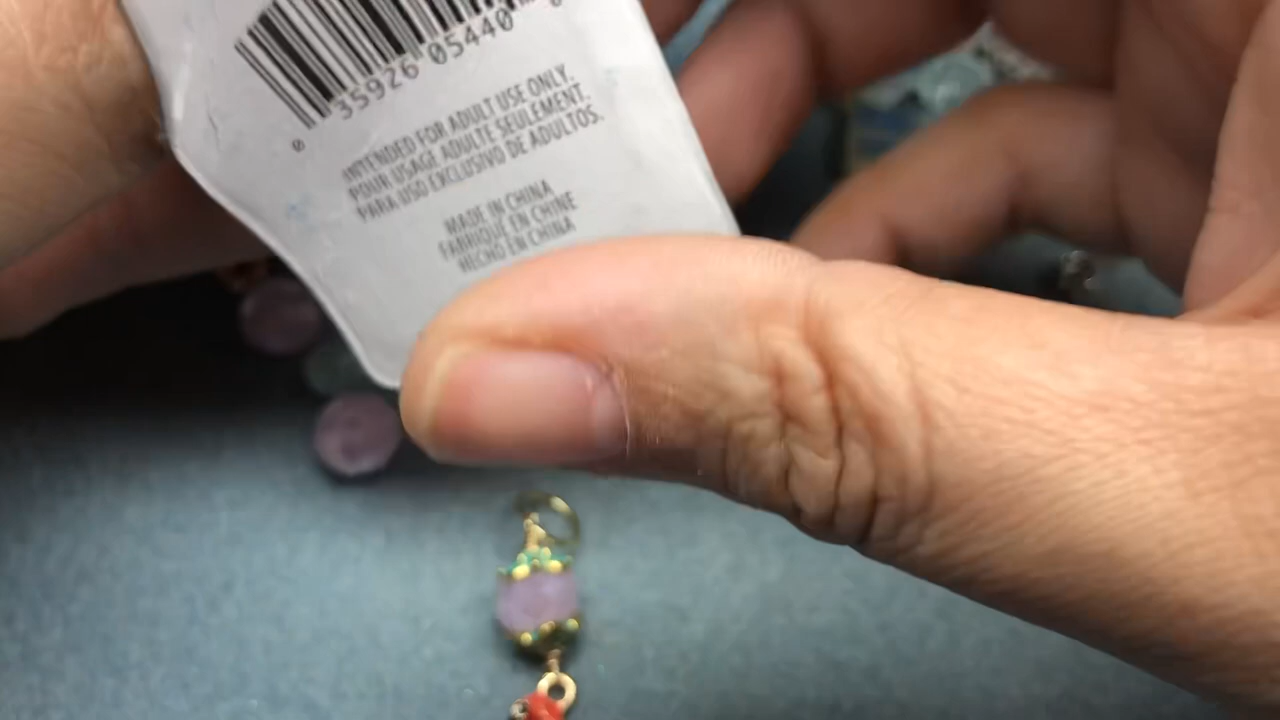 0 35926 05440
INTENDED FOR ADULT USE ONLY.
POUR USAGE ADULTE SEULEMENT.
PARA USO EXCLUSIVO DE ADULTOS.
MADE IN CHINA
FABRIQUÉ EN CHINE
HECHO EN CHINA